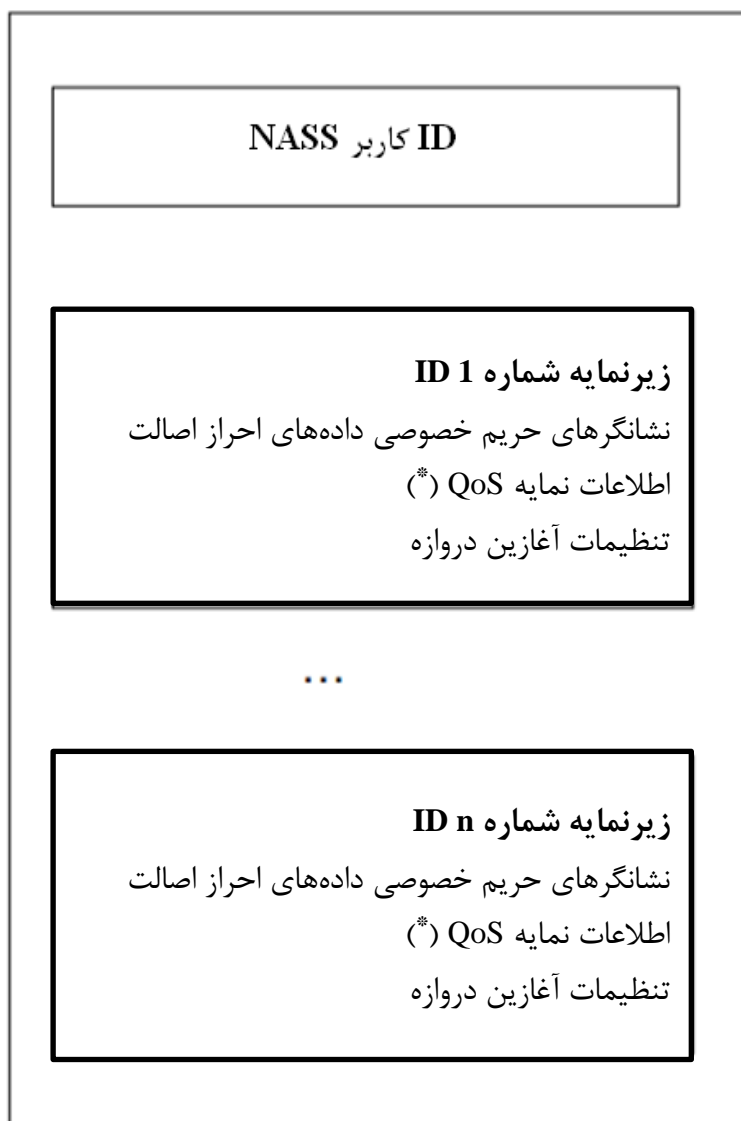 ID کاربر NASS
زیرنمایه شماره ID 1
نشانگرهای حریم خصوصی داده‌های احراز اصالت
اطلاعات نمایه QoS (*)
تنظیمات آغازین دروازه
...
زیرنمایه شماره ID n
نشانگرهای حریم خصوصی داده‌های احراز اصالت
اطلاعات نمایه QoS (*)
تنظیمات آغازین دروازه